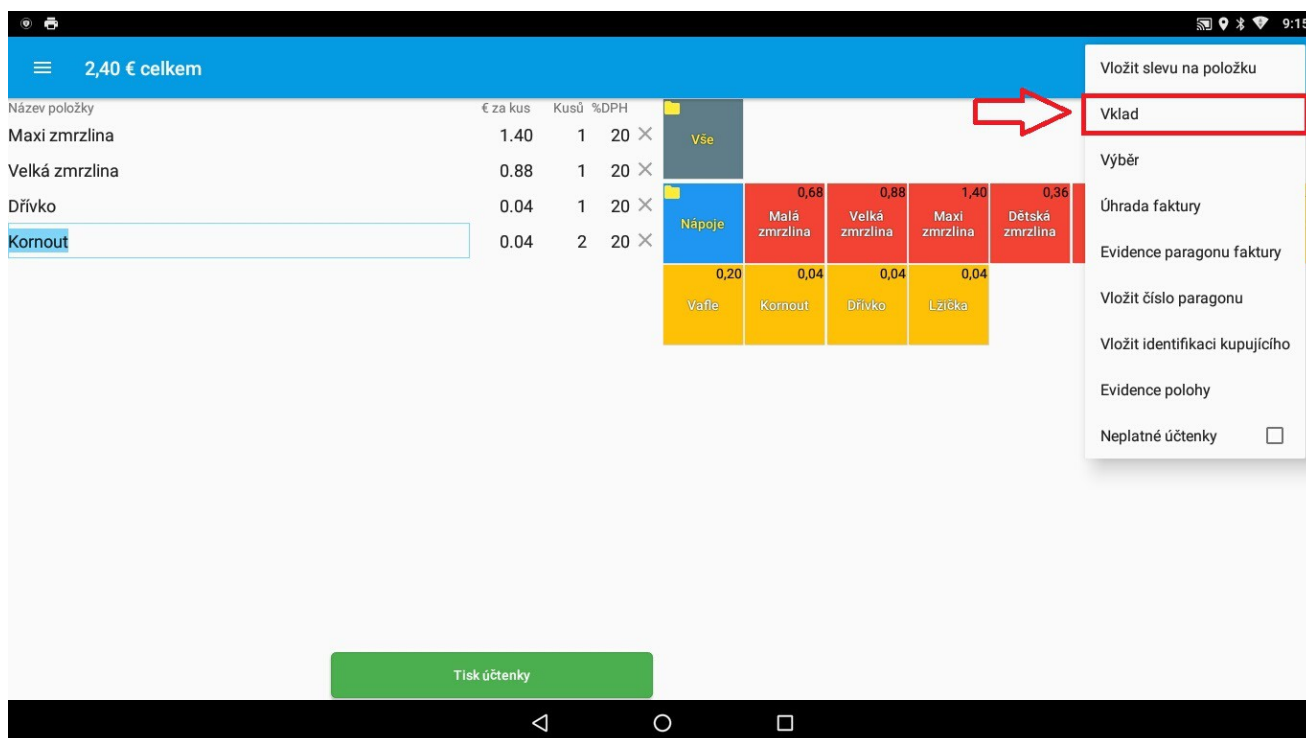 9:15
2,40 € celkem
Název položky € za kus Kusů %DPH
Maxi zmrzlina 1.40 1 20
Velká zmrzlina 0.88 1 20
Dřívko 0.04 1 20
Kornout 0.04 2 20
Tisk účtenky
Vše
Nápoje
0,68
Malá
zmrzlina
0,88
Velká
zmrzlina
1,40
Maxi
zmrzlina
0,36
Dětská
zmrzlina
0,20
Vafle
0,04
Kornout
0,04
Dřívko
0,04
Lžička
Vložit slevu na položku
Vklad
Výběr
Úhrada faktury
Evidence paragonu faktury
Vložit číslo paragonu
Vložit identifikaci kupujícího
Evidence polohy
Neplatné účtenky